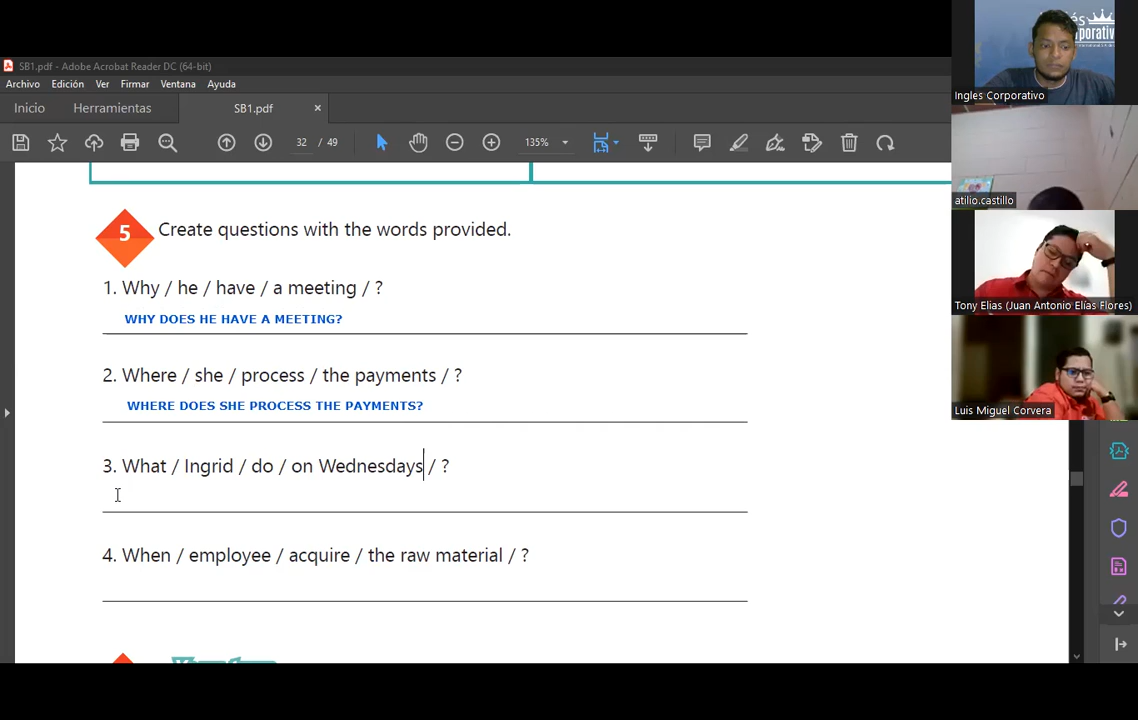 SB1.pdf - Adobe Acrobat Reader DC (64-bit)
Archivo Edición Ver Firmar Ventana Ayuda
Inicio Herramientas SB1.pdf ×
32 / 49 135%
5 Create questions with the words provided.
1. Why / he / have / a meeting / ?
WHY DOES HE HAVE A MEETING?
2. Where / she / process / the payments / ?
WHERE DOES SHE PROCESS THE PAYMENTS?
3. What / Ingrid / do / on Wednesdays / ?
4. When / employee / acquire / the raw material / ?
Ingles Corporativo
atilio.castillo
Tony Elias (Juan Antonio Elías Flores)
Luis Miguel Corvera